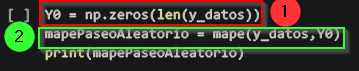 [ ] Y0 = np.zeros(len(y_datos)) 1
2 mapePaseoAleatorio = mape(y_datos,Y0)
print(mapePaseoAleatorio)